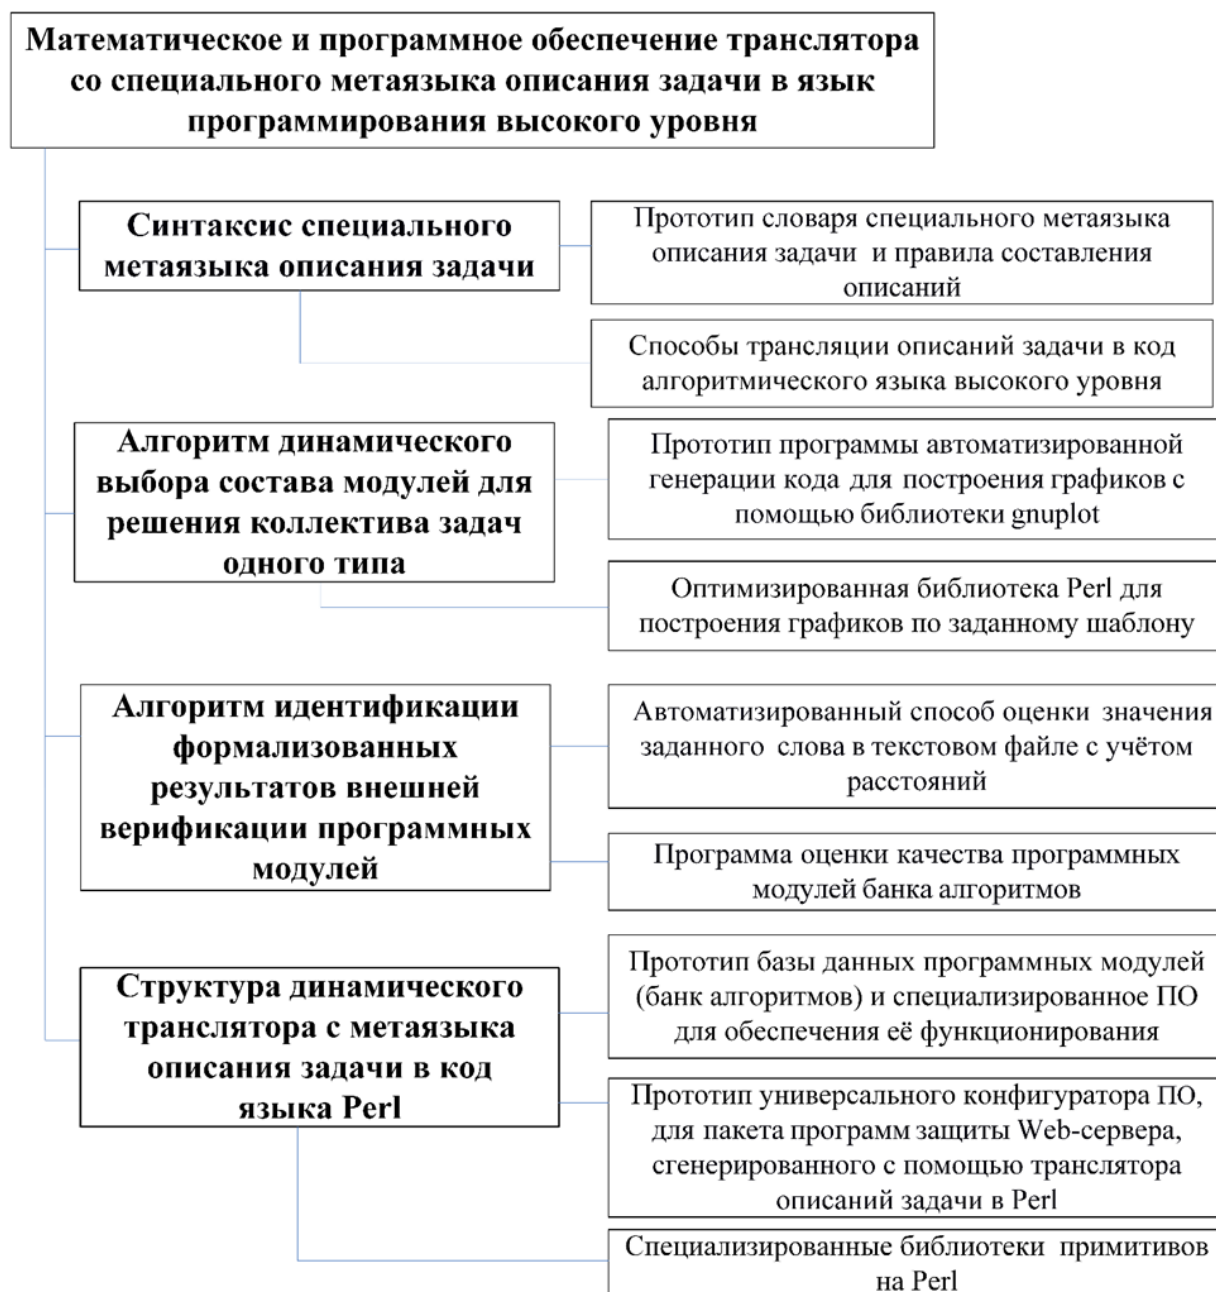 Математическое и программное обеспечение транслятора
со специального метаязыка описания задачи в язык
программирования высокого уровня
Синтаксис специального
метаязыка описания задачи
Прототип словаря специального метаязыка
описания задачи и правила составления
описаний
Способы трансляции описаний задачи в код
алгоритмического языка высокого уровня
Алгоритм динамического
выбора состава модулей для
решения коллектива задач
одного типа
Прототип программы автоматизированной
генерации кода для построения графиков с
помощью библиотеки gnuplot
Оптимизированная библиотека Perl для
построения графиков по заданному шаблону
Алгоритм идентификации
формализованных
результатов внешней
верификации программных
модулей
Автоматизированный способ оценки значения
заданного слова в текстовом файле с учётом
расстояний
Программа оценки качества программных
модулей банка алгоритмов
Структура динамического
транслятора с метаязыка
описания задачи в код
языка Perl
Прототип базы данных программных модулей
(банк алгоритмов) и специализированное ПО
для обеспечения её функционирования
Прототип универсального конфигуратора ПО,
для пакета программ защиты Web-сервера,
сгенерированного с помощью транслятора
описаний задачи в Perl
Специализированные библиотеки примитивов
на Perl